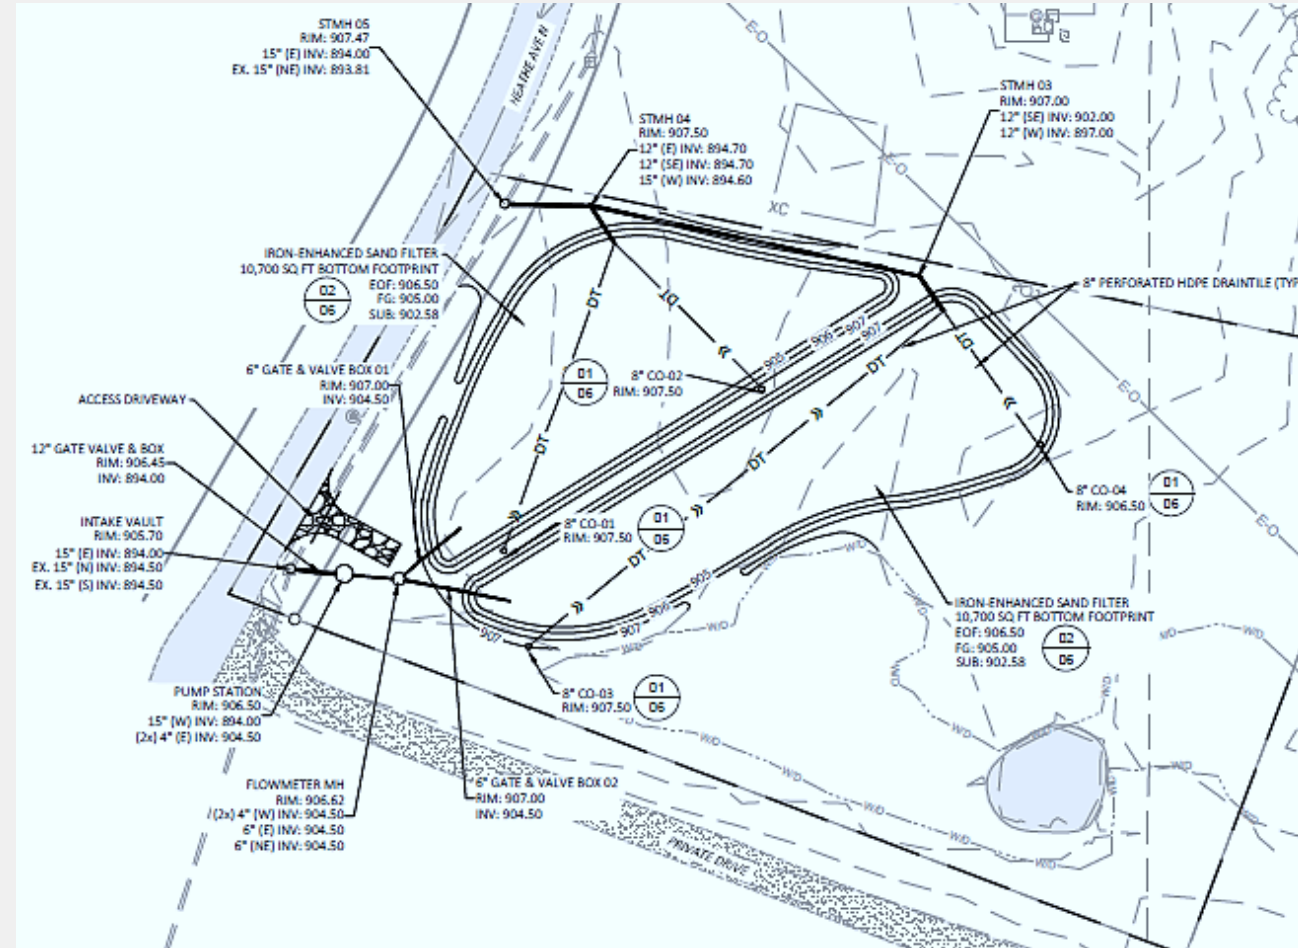 STMH 05
RIM: 907.47
15" (E) INV: 894.00
EX. 15" (NE) INV: 893.81
E-O
STMH 03
RIM: 907.00
12" (SE) INV: 902.00
12" (W) INV: 897.00
STMH 04
RIM: 907.50
12" (E) INV: 894.70
12" (SE) INV: 894.70
15" (W) INV: 894.60
E-O
XC
IRON-ENHANCED SAND FILTER
10,700 SQ FT BOTTOM FOOTPRINT
EOF: 906.50
FG: 905.00
SUB: 902.58
02
06
8" PERFORATED HDPE DRAINTILE (TYP
DT
DT
905
906
907
907
DT
DT
6" GATE & VALVE BOX 01
RIM: 907.00
INV: 904.50
01
06
8" CO-02
RIM: 907.50
E-O
ACCESS DRIVEWAY
DT
DT
12" GATE VALVE & BOX
RIM: 906.45
INV: 894.00
8" CO-04
RIM: 906.50
01
06
E-O
INTAKE VAULT
RIM: 905.70
15" (E) INV: 894.00
EX. 15" (N) INV: 894.50
EX. 15" (S) INV: 894.50
8" CO-01
RIM: 907.50
01
06
DT
W/D
905
906
907
907
W/D
W/D
IRON-ENHANCED SAND FILTER
10,700 SQ FT BOTTOM FOOTPRINT
EOF: 906.50
FG: 905.00
SUB: 902.58
02
06
W/D
W/D
W/D
PUMP STATION
RIM: 906.50
15" (W) INV: 894.00
(2x) 4" (E) INV: 904.50
8" CO-03
RIM: 907.50
01
06
W/D
W/D
W/D
FLOWMETER MH
RIM: 906.62
(2x) 4" (W) INV: 904.50
6" (E) INV: 904.50
6" (NE) INV: 904.50
6" GATE & VALVE BOX 02
RIM: 907.00
INV: 904.50
W/D
W/D
PRIVATE DRIVE